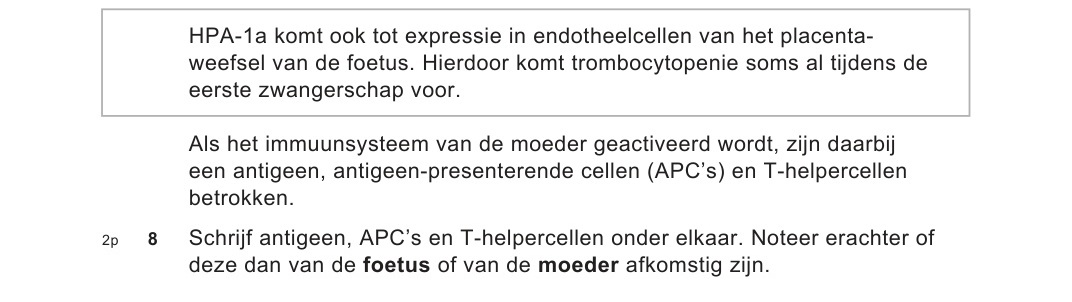 HPA-1a komt ook tot expressie in endotheelcellen van het placenta-
weefsel van de foetus. Hierdoor komt trombocytopenie soms al tijdens de
eerste zwangerschap voor.
Als het immuunsysteem van de moeder geactiveerd wordt, zijn daarbij
een antigeen, antigeen-presenterende cellen (APC's) en T-helpercellen
betrokken.
2p 8 Schrijf antigeen, APC's en T-helpercellen onder elkaar. Noteer erachter of
deze dan van de foetus of van de moeder afkomstig zijn.